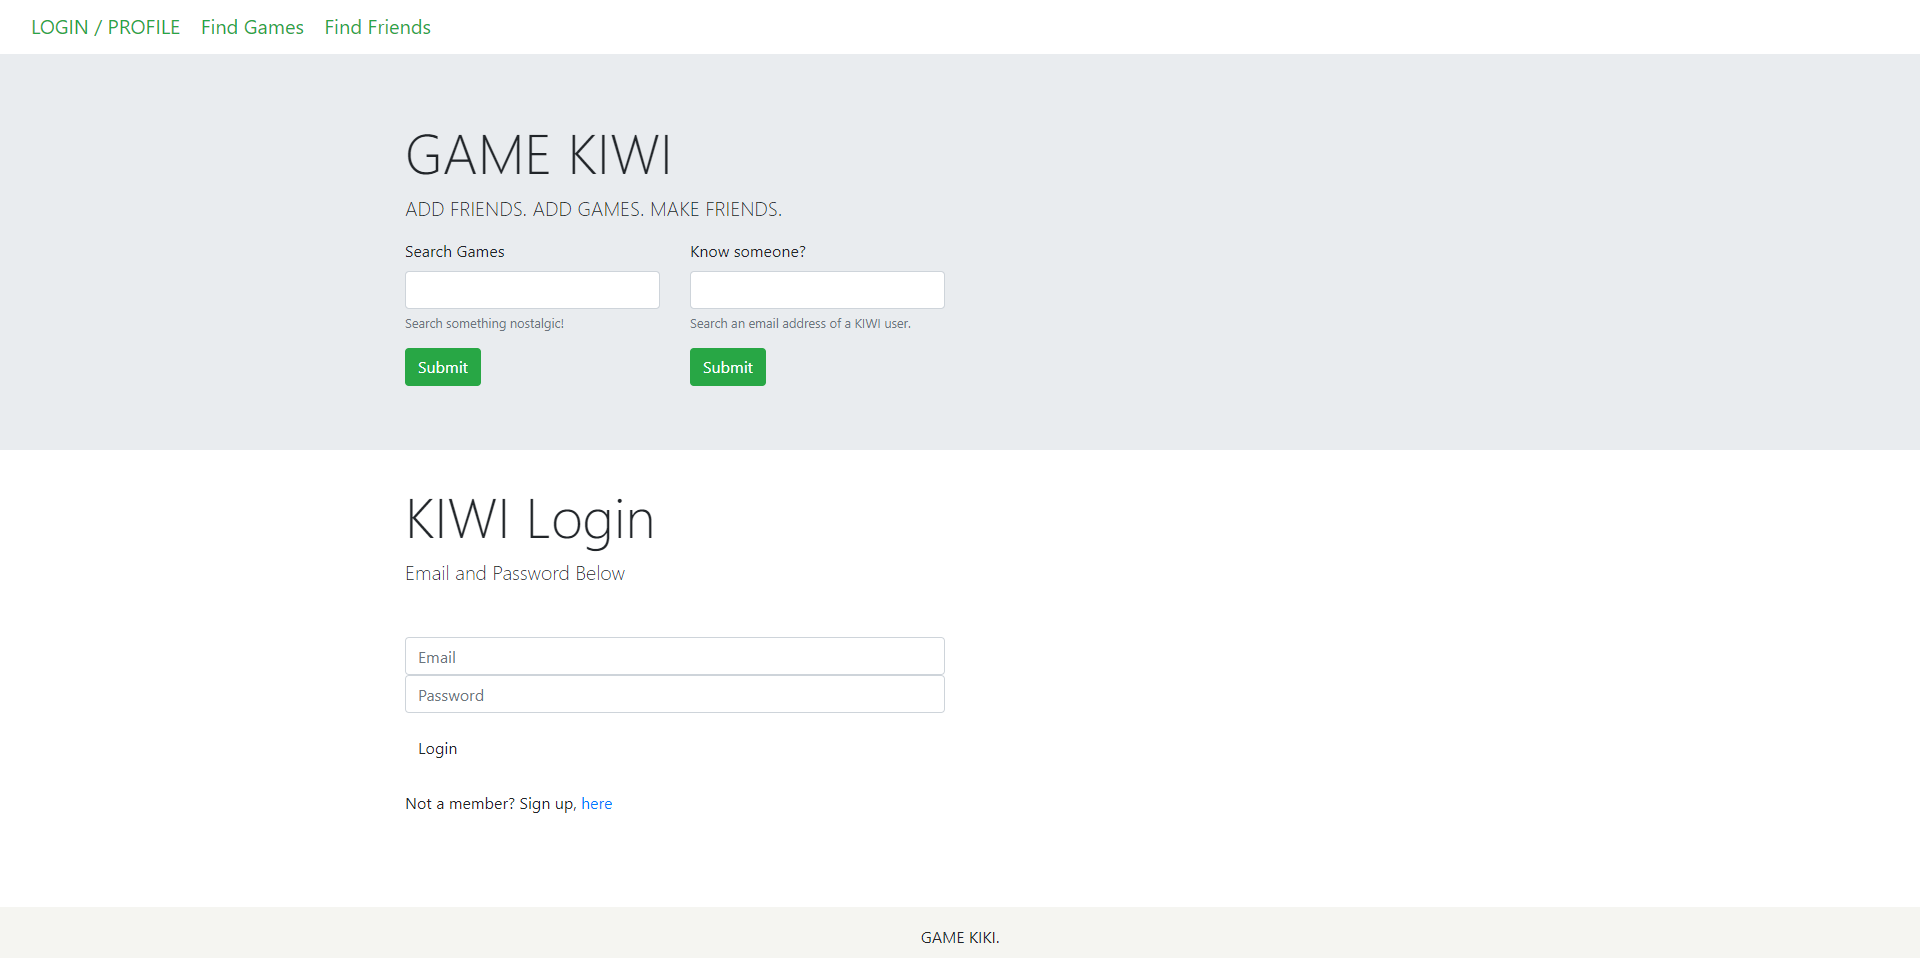 LOGIN / PROFILE Find Games Find Friends
GAME KIWI
ADD FRIENDS. ADD GAMES. MAKE FRIENDS.
Search Games
Search something nostalgic!
Submit
Know someone?
Search an email address of a KIWI user.
Submit
KIWI Login
Email and Password Below
Email
Password
Login
Not a member? Sign up, here
GAME KIKI.